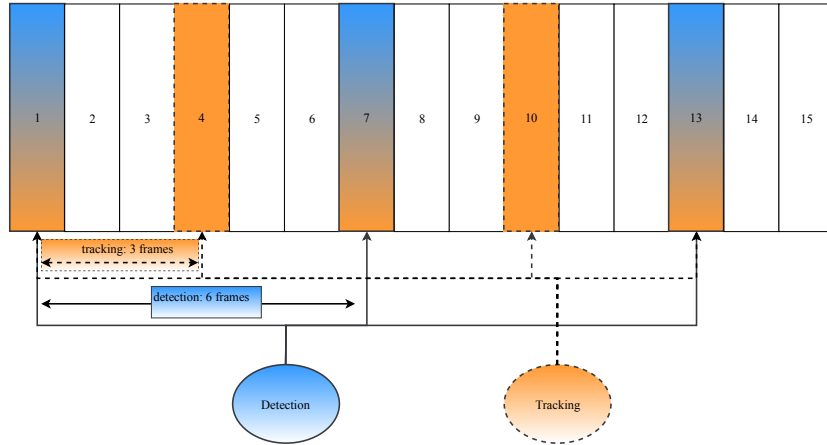 1 2 3 4 5 6 7 8 9 10 11 12 13 14 15
tracking: 3 frames
detection: 6 frames
Detection Tracking